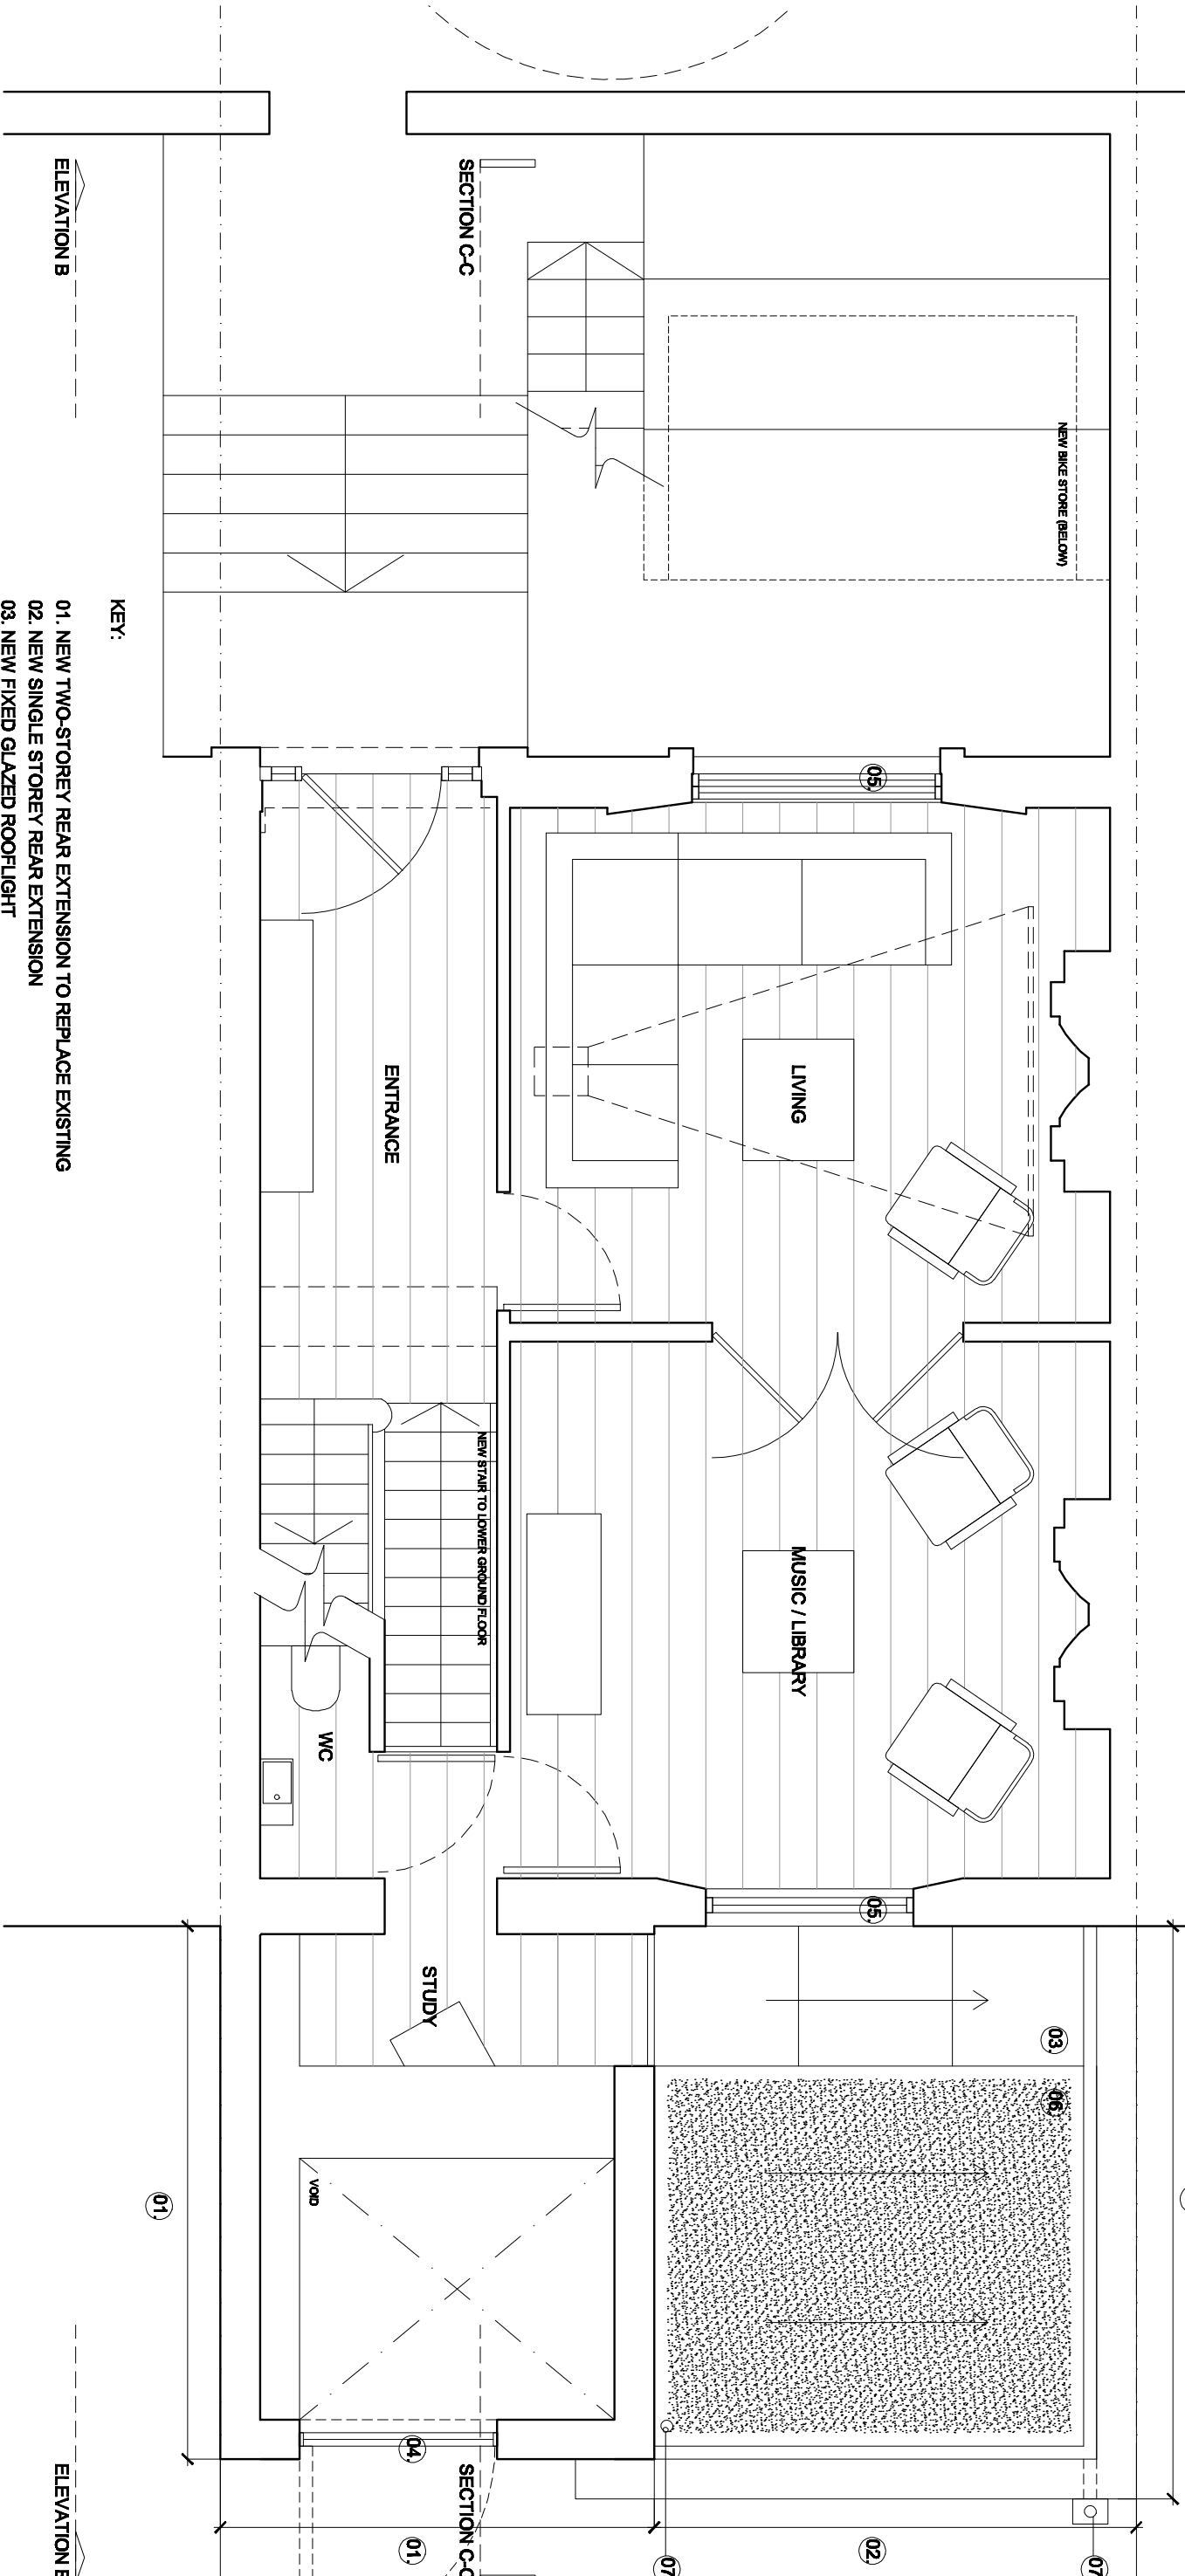 NEW BIKE STORE (BELOW)
SECTION C-C
ELEVATION B
05.
LIVING
ENTRANCE
KEY:
01. NEW TWO-STOREY REAR EXTENSION TO REPLACE EXISTING
02. NEW SINGLE STOREY REAR EXTENSION
03. NEW FIXED GLAZED ROOFLIGHT
MUSIC / LIBRARY
NEW STAIR TO LOWER GROUND FLOOR
WC
05.
STUDY
03.
06.
VOID
01.
04.
SECTION C-C
ELEVATION B
01.
02.
07
07